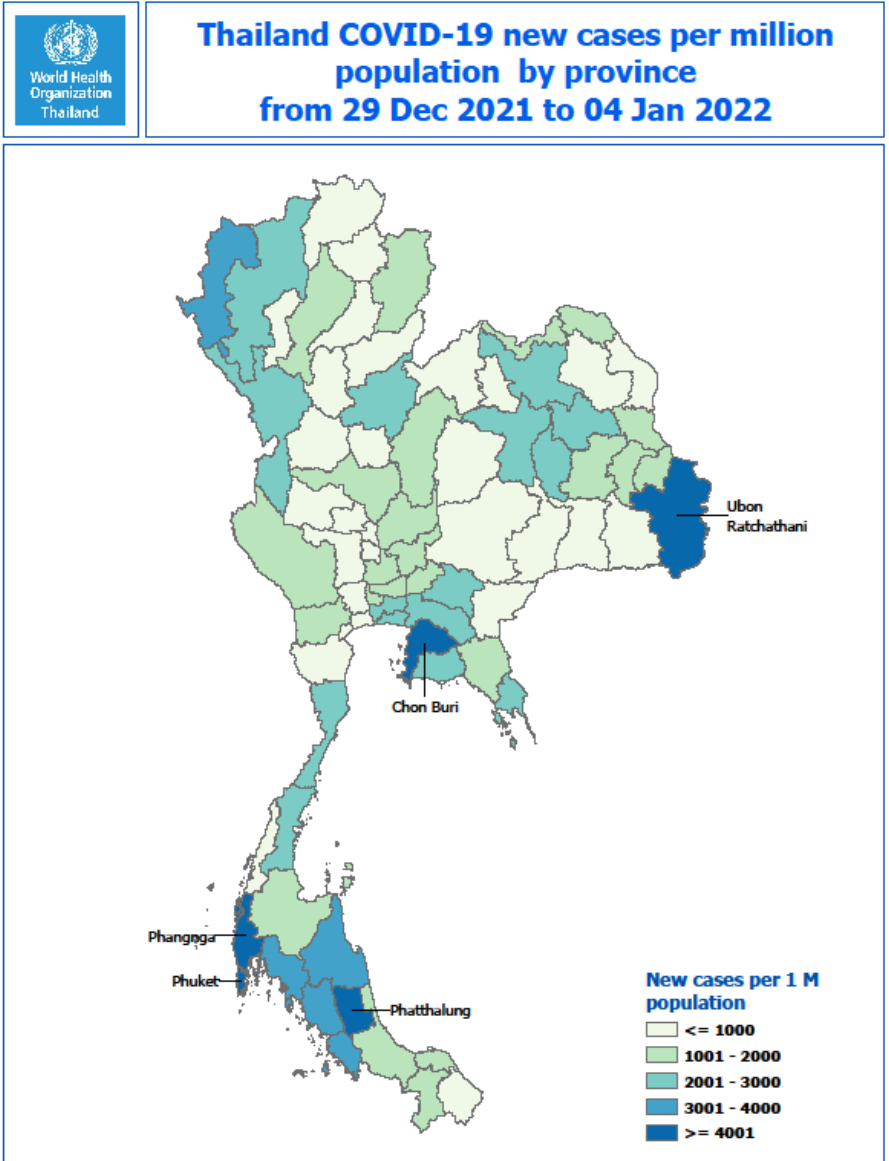 World Health
Organization
Thailand
Thailand COVID-19 new cases per million
population by province
from 29 Dec 2021 to 04 Jan 2022
Ubon
Ratchathani
Chon Buri
Phangnga
Phuket
Phatthalung
New cases per 1 M
population
<= 1000
1001 - 2000
2001 - 3000
3001 - 4000
>= 4001